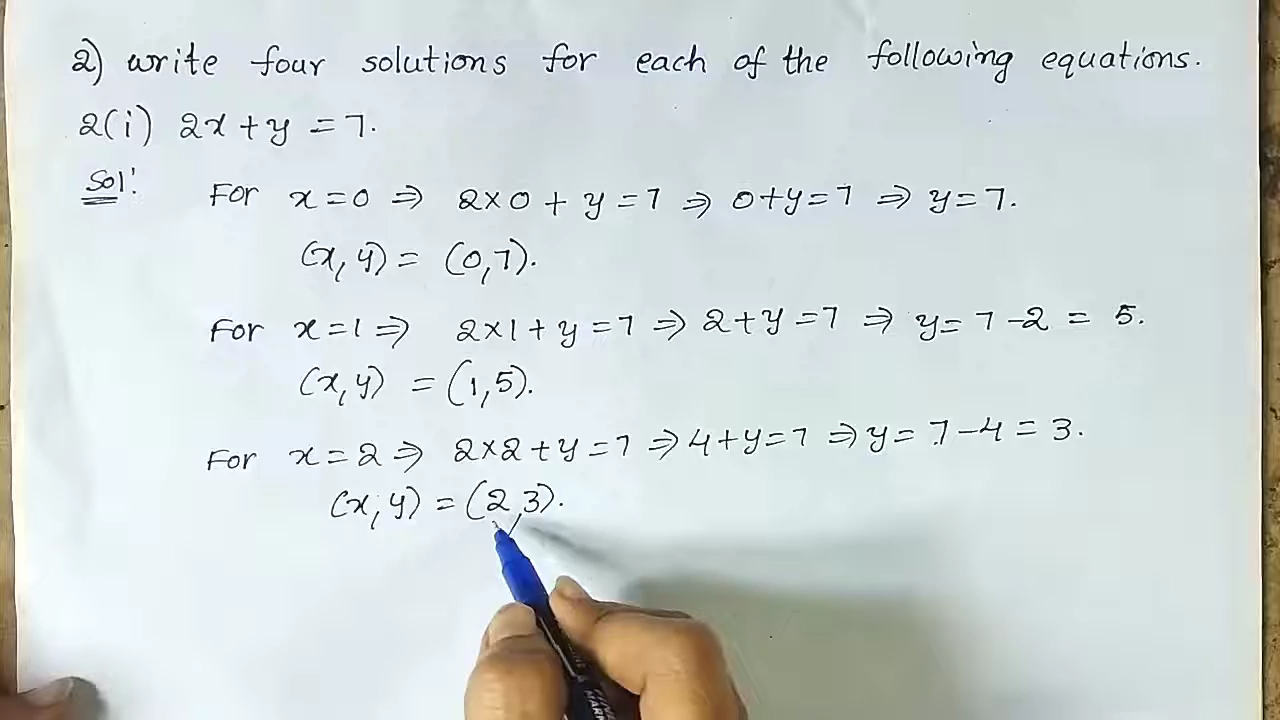 2) write four solutions for each of the following equations.
2(i) 2x+y=7.
Sol: For x=0 ⇒ 2×0+y=7 ⇒ 0+y=7 ⇒ y=7.
(x,y) = (0,7).
For x=1 ⇒ 2×1+y=7 ⇒ 2+y=7 ⇒ y=7-2 = 5.
(x,y) = (1,5).
For x=2 ⇒ 2×2+y=7 ⇒ 4+y=7 ⇒ y=7-4=3.
(x,y) = (2,3).